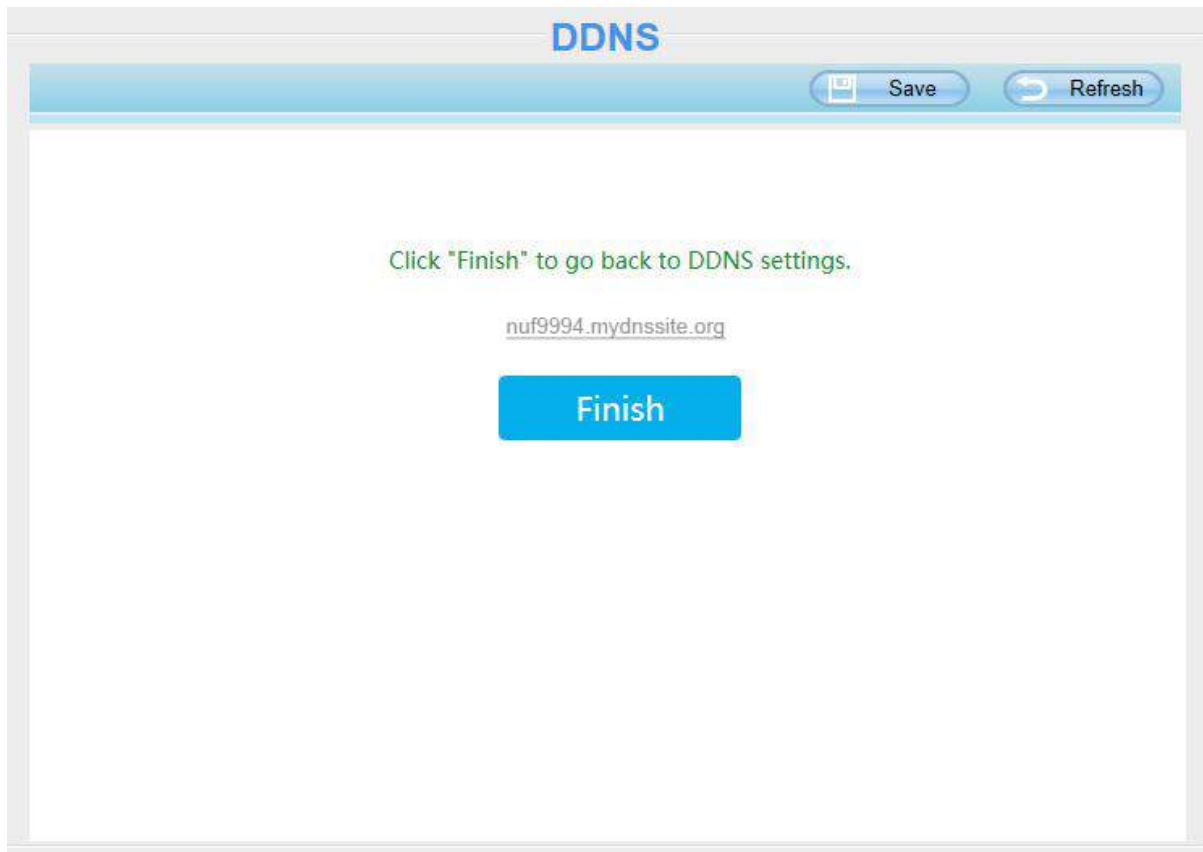 DDNS
Save Refresh
Click "Finish" to go back to DDNS settings.
nuf9994.mydnssite.org
Finish